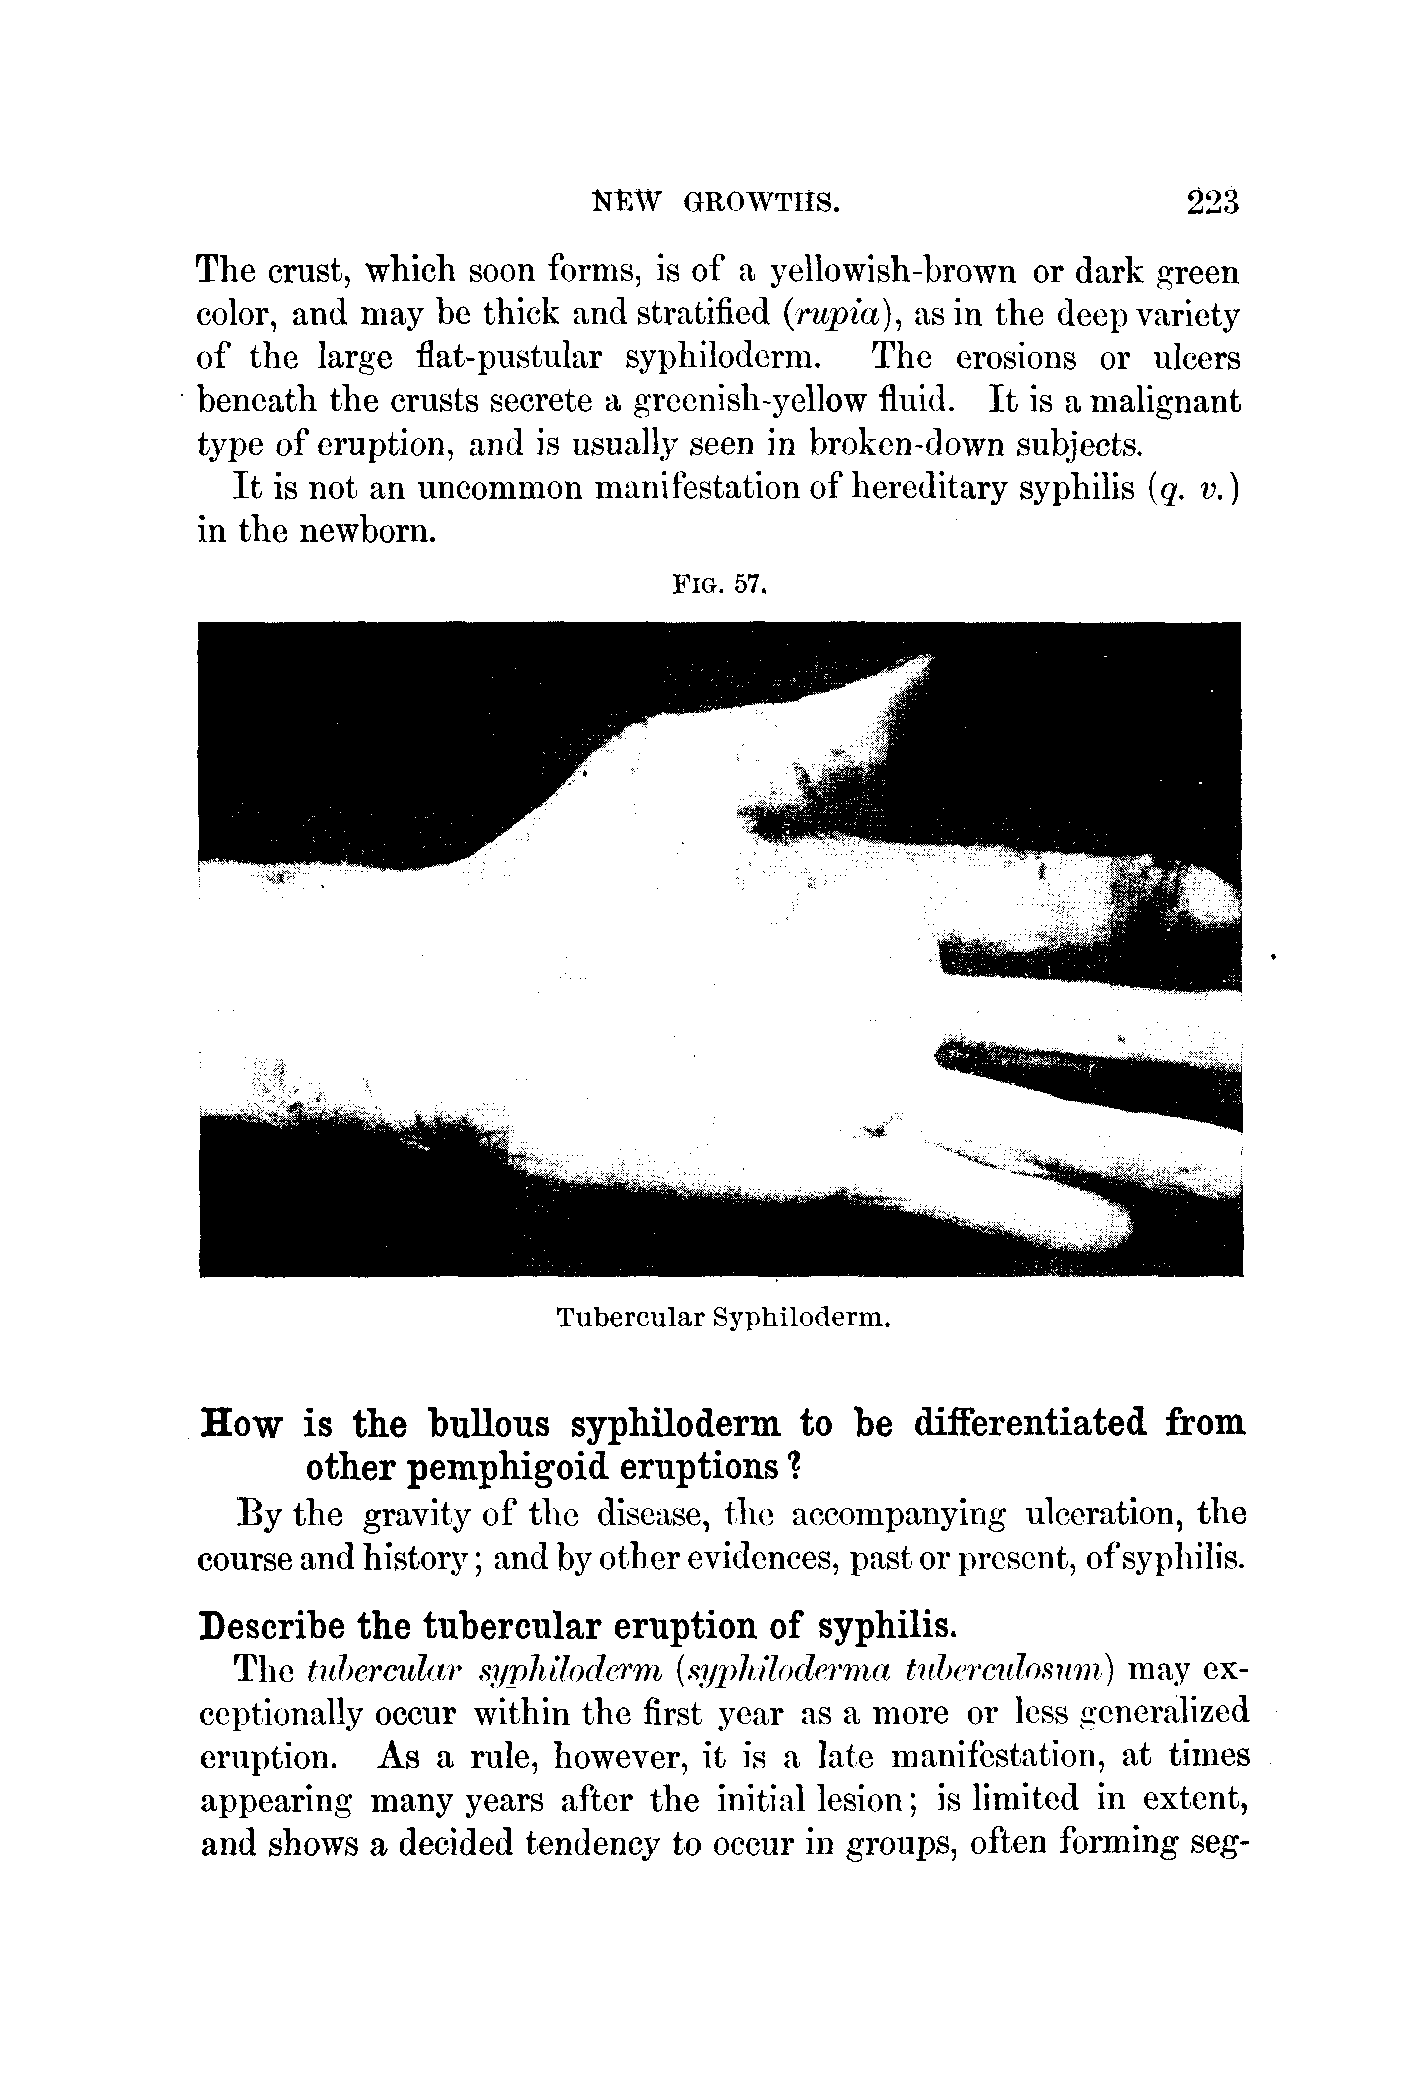 NEW GROWTHS. 223
The crust, which soon forms, is of a yellowish-brown or dark green
color, and may be thick and stratified (rupia), as in the deep variety
of the large flat-pustular syphiloderm. The erosions or ulcers
beneath the crusts secrete a greenish-yellow fluid. It is a malignant
type of eruption, and is usually seen in broken-down subjects.
It is not an uncommon manifestation of hereditary syphilis (q. v.)
in the newborn.
FIG. 57.
Tubercular Syphiloderm.
How is the bullous syphiloderm to be differentiated from
other pemphigoid eruptions?
By the gravity of the disease, the accompanying ulceration, the
course and history; and by other evidences, past or present, of syphilis.
Describe the tubercular eruption of syphilis.
The tubercular syphiloderm (syphiloderma tuberculosum) may ex-
ceptionally occur within the first year as a more or less generalized
eruption. As a rule, however, it is a late manifestation, at times
appearing many years after the initial lesion; is limited in extent,
and shows a decided tendency to occur in groups, often forming seg-